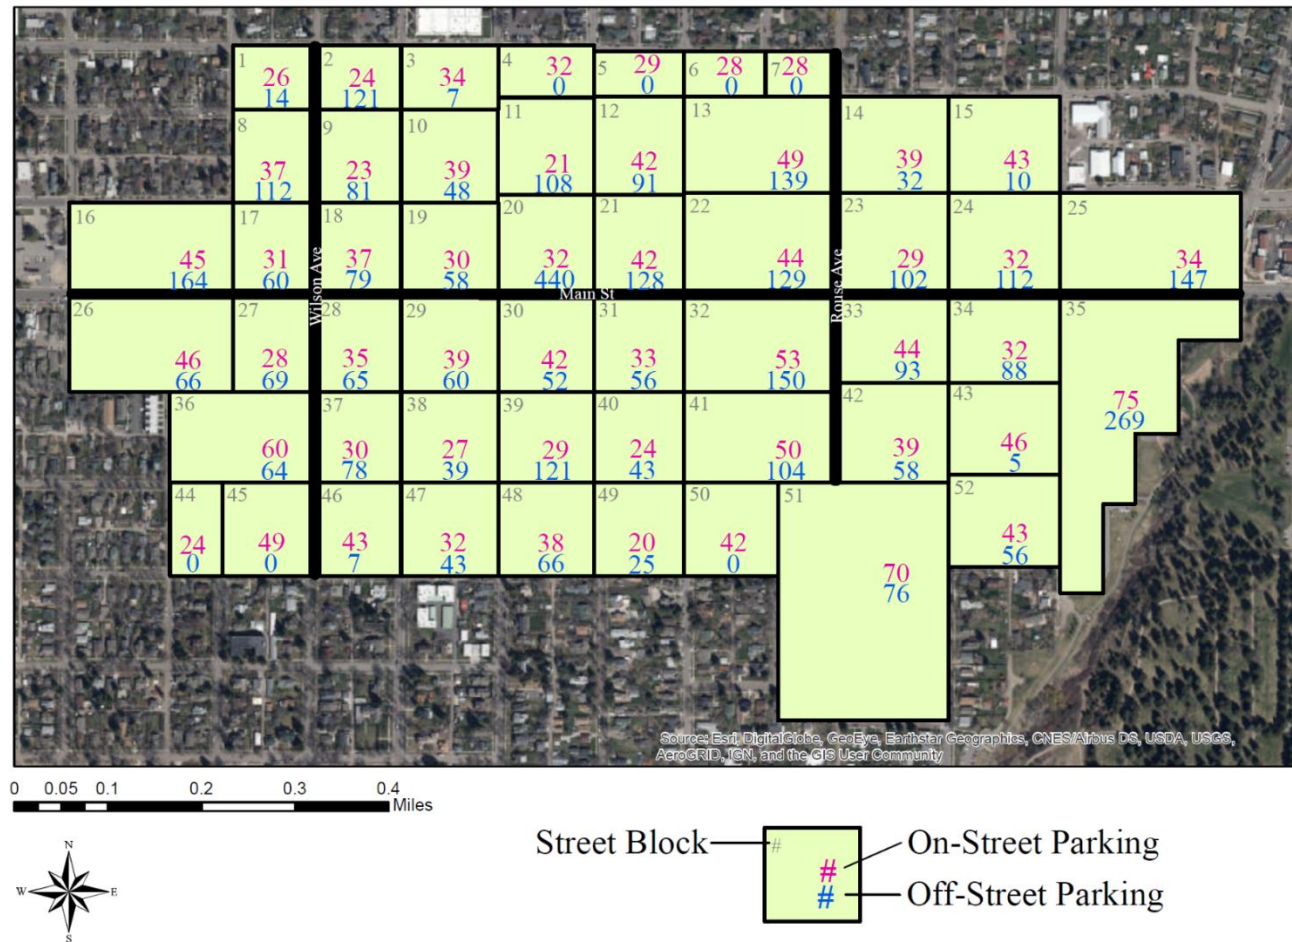 1 2 3 4 5 6 7
26 24 34 32 29 28 28
14 121 7 0 0 0 0
8 9 10 11 12 13 14 15
37 23 39 21 42 49 39 43
112 81 48 108 91 139 32 10
16 17 18 19 20 21 22 23 24 25
45 31 37 30 32 42 44 29 32 34
164 60 79 58 440 128 129 102 112 147
Wilson Ave
Main St
Rouse Ave
26 27 28 29 30 31 32 33 34 35
46 28 35 39 42 33 53 44 32 75
66 69 65 60 52 56 150 93 88 269
36 37 38 39 40 41 42 43
60 30 27 29 24 50 39 46
64 78 39 121 43 104 58 5
44 45 46 47 48 49 50 51 52
24 49 43 32 38 20 42 70 43
0 0 7 43 66 25 0 76 56
Source: Esri, DigitalGlobe, GeoEye, Earthstar Geographics, CNES/Airbus DS, USDA, USGS,
AeroGRID, IGN, and the GIS User Community
0 0.05 0.1 0.2 0.3 0.4
Miles
N
W E
S
Street Block
#
# On-Street Parking
# Off-Street Parking